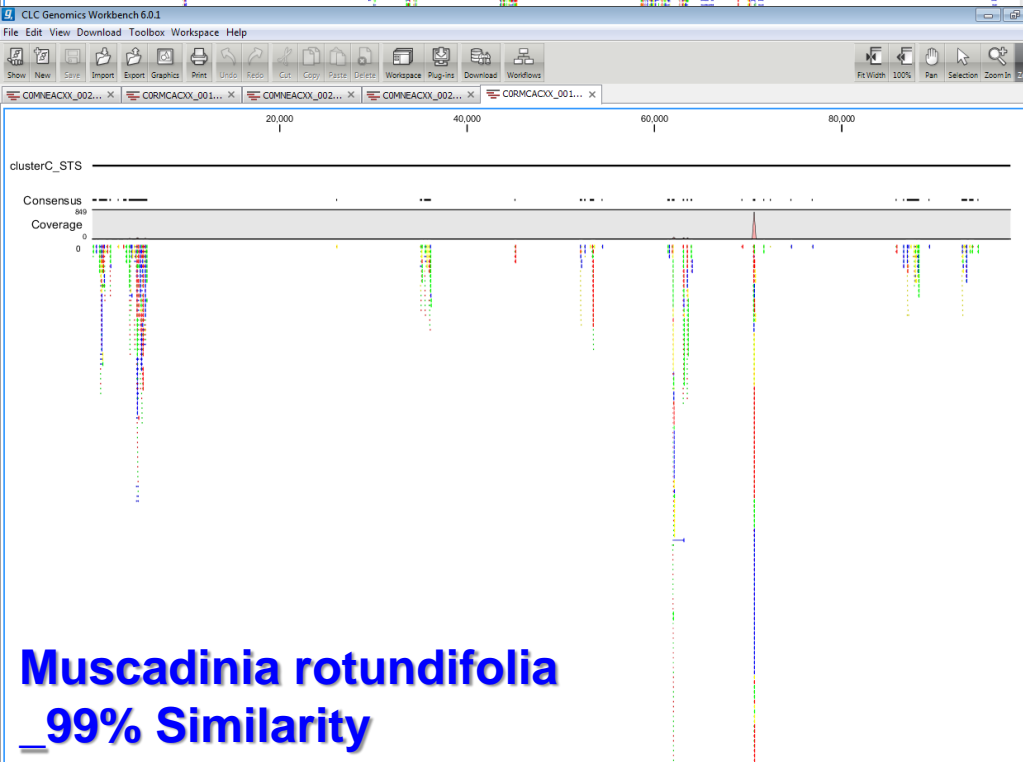 CLC Genomics Workbench 6.0.1
File Edit View Download Toolbox Workspace Help
Show New Save Import Export Graphics Print Undo Redo Cut Copy Paste Delete Workspace Plug-ins Download Workflows Fit Width 100% Pan Selection Zoom In
C0MNEACXX_002... C0RMCACXX_001... C0MNEACXX_002... C0MNEACXX_002... C0RMCACXX_001...
20,000 40,000 60,000 80,000
clusterC_STS
Consensus
849
Coverage
0
0
Muscadinia rotundifolia
_99% Similarity